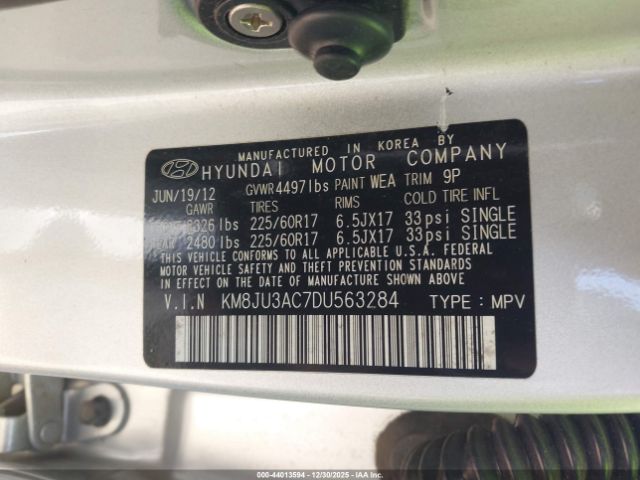 MANUFACTURED IN KOREA BY
HYUNDAI MOTOR COMPANY
JUN/19/12 GVWR 4497lbs PAINT WEA TRIM 9P
GAWR TIRES RIMS COLD TIRE INFL
2326 lbs 225/60R17 6.5JX17 33psi SINGLE
2480 lbs 225/60R17 6.5JX17 33psi SINGLE
THIS VEHICLE CONFORMS TO ALL APPLICABLE U.S.A. FEDERAL
MOTOR VEHICLE SAFETY AND BUMPER STANDARDS IN
EFFECT ON THE DATE OF MANUFACTURE SHOWN ABOVE.
V.I.N KM8JU3AC7DU563284 TYPE : MPV
000-44013594 - 12/30/2025 - IAA Holdings, LLC